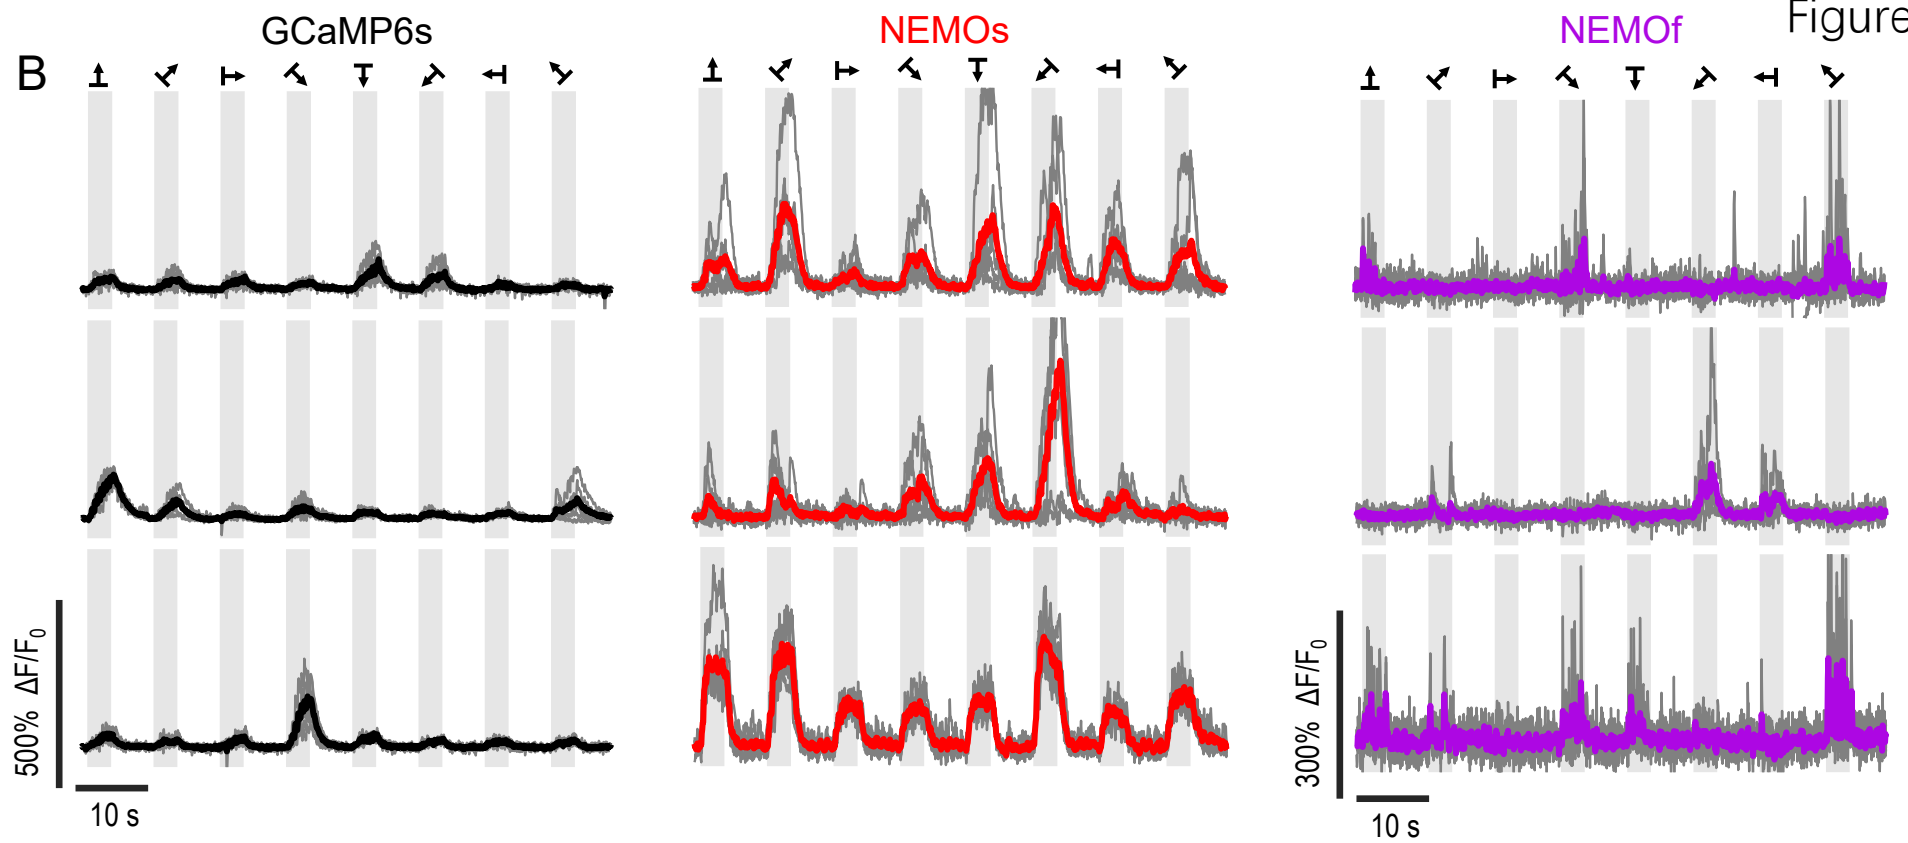 GCaMP6s
NEMOs
NEMOf
Figure
B
500% ΔF/F0
10 s
300% ΔF/F0
10 s